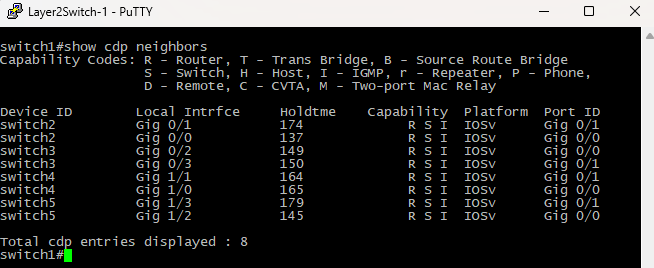 Layer2Switch-1 - PuTTY
switch1#show cdp neighbors
Capability Codes: R - Router, T - Trans Bridge, B - Source Route Bridge
                  S - Switch, H - Host, I - IGMP, r - Repeater, P - Phone,
                  D - Remote, C - CVTA, M - Two-port Mac Relay
Device ID        Local Intrfce     Holdtme    Capability  Platform  Port ID
switch2          Gig 0/1           174             R S I  IOSv      Gig 0/1
switch2          Gig 0/0           137             R S I  IOSv      Gig 0/0
switch3          Gig 0/2           149             R S I  IOSv      Gig 0/0
switch3          Gig 0/3           150             R S I  IOSv      Gig 0/1
switch4          Gig 1/1           164             R S I  IOSv      Gig 0/1
switch4          Gig 1/0           165             R S I  IOSv      Gig 0/0
switch5          Gig 1/3           179             R S I  IOSv      Gig 0/1
switch5          Gig 1/2           145             R S I  IOSv      Gig 0/0
Total cdp entries displayed : 8
switch1#